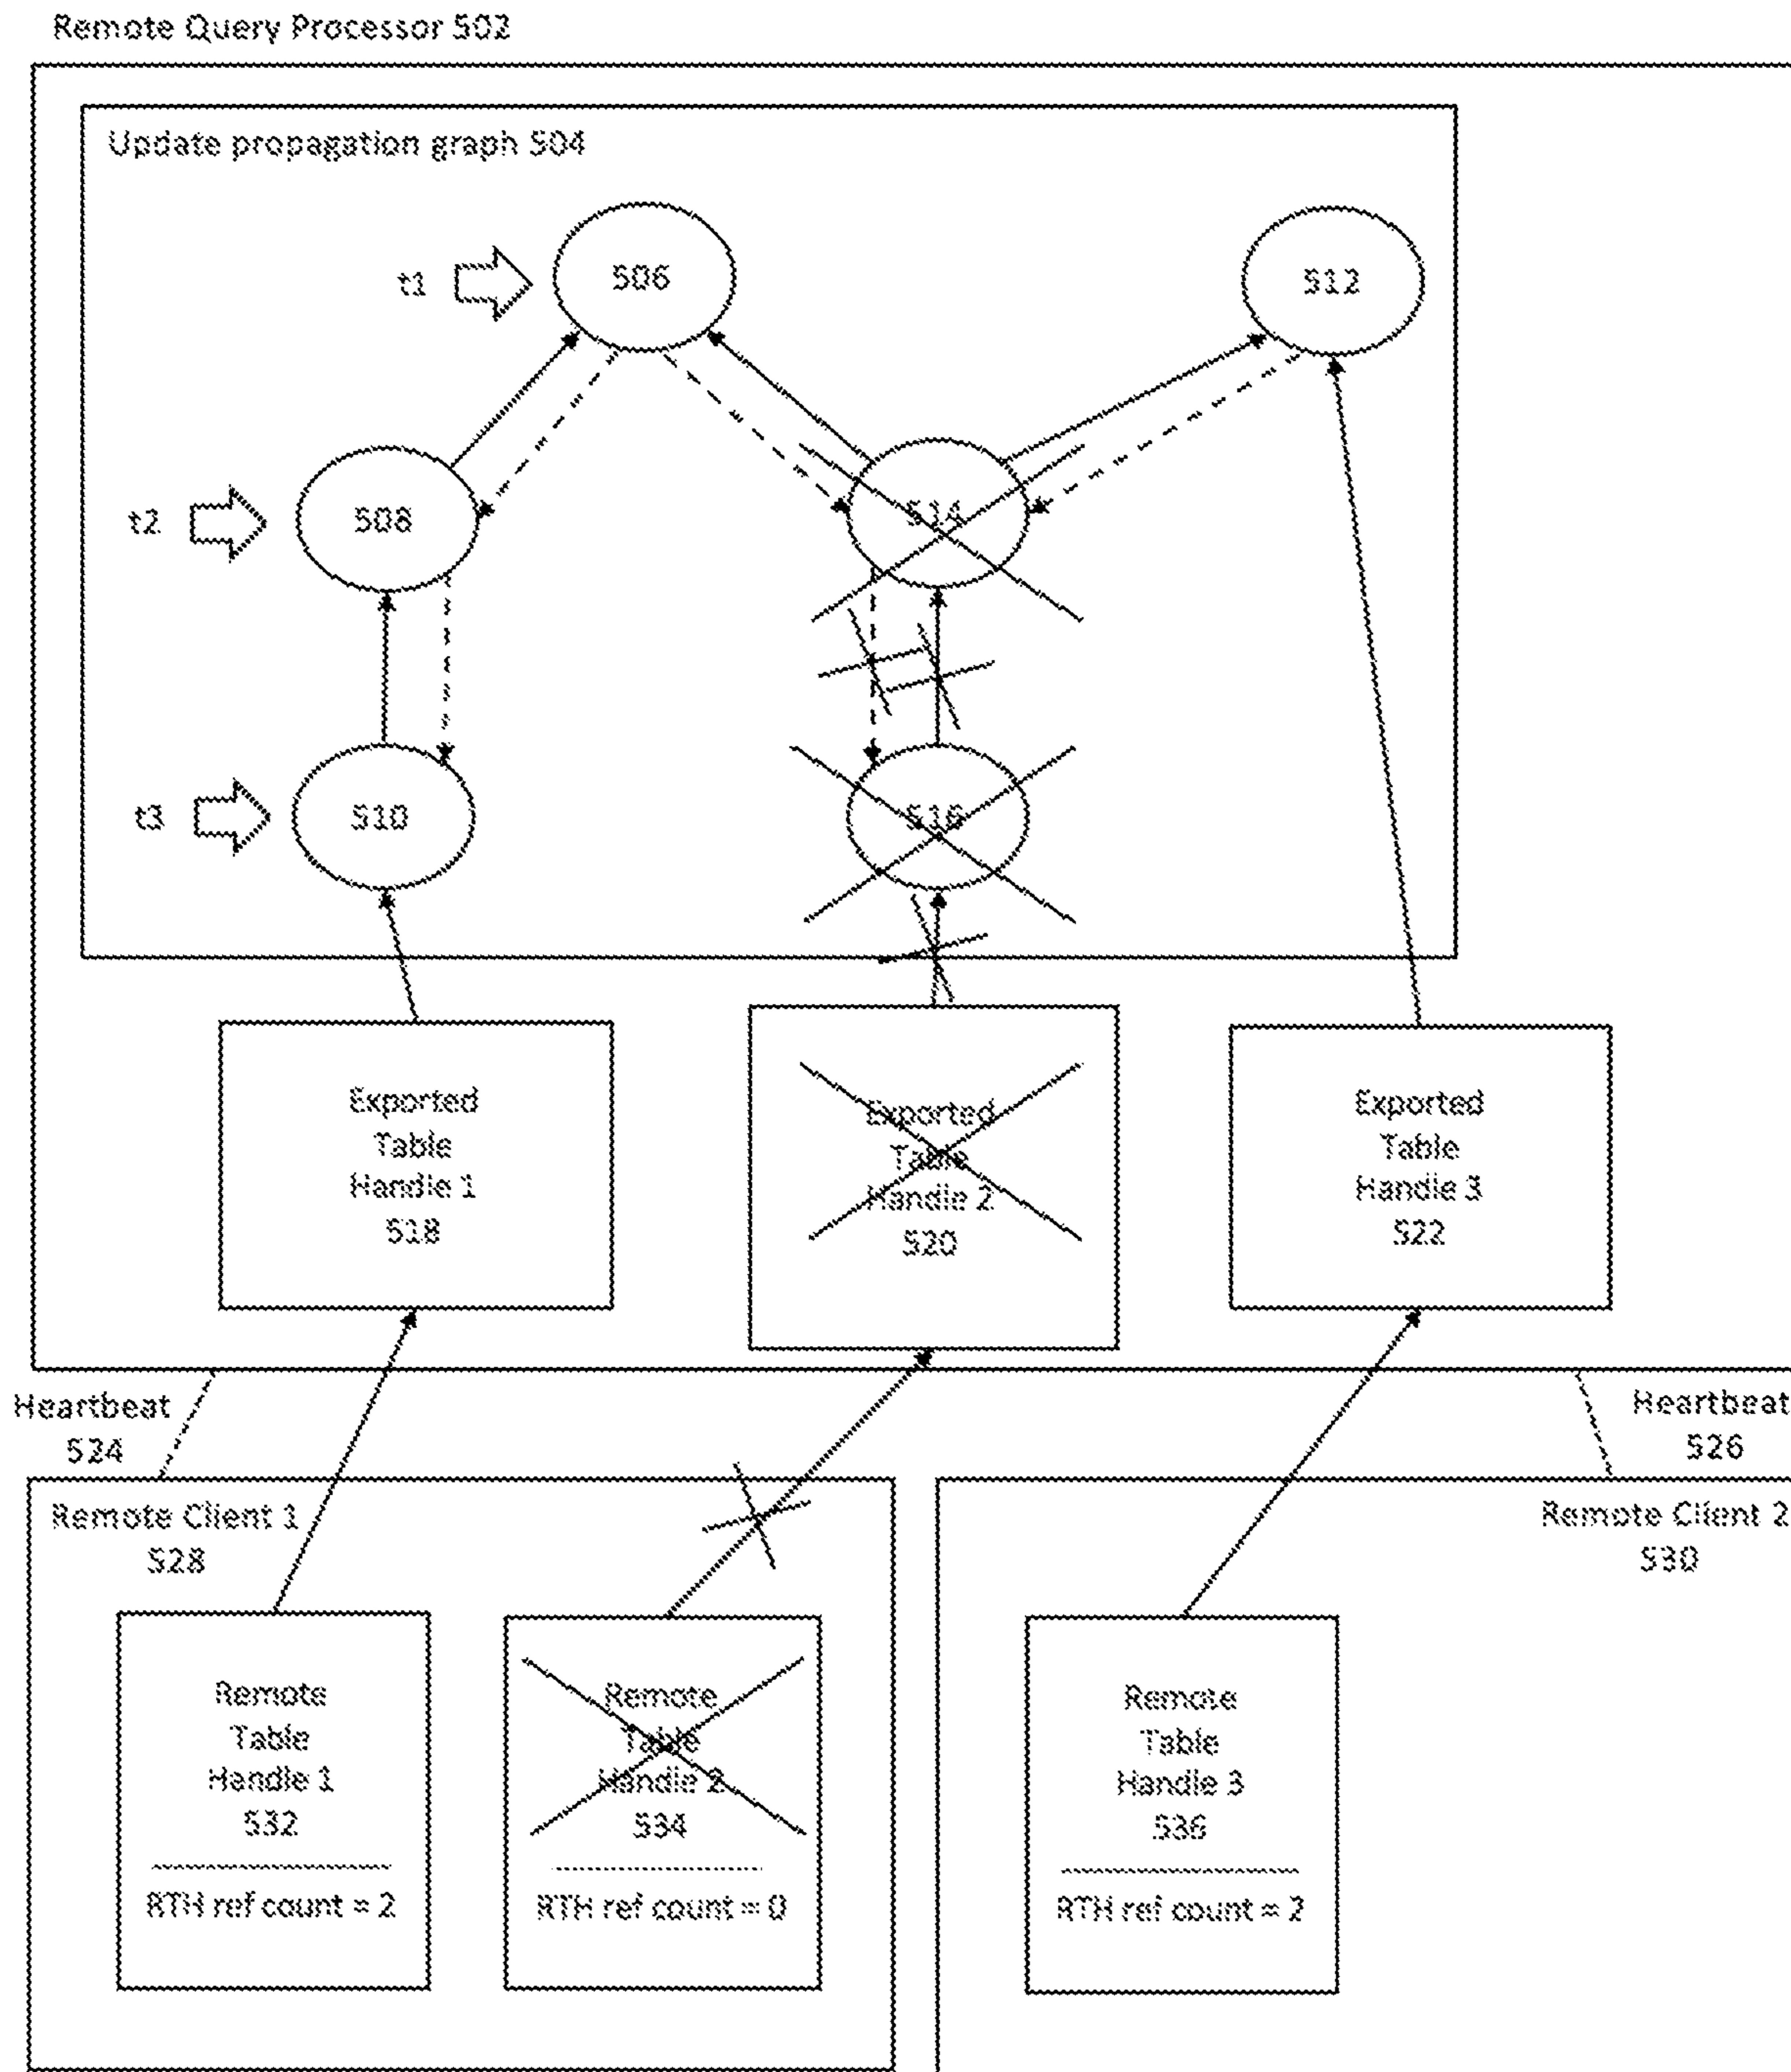 Remote Query Processor 502
Update propagation graph 504
t1
506
512
t2
508
514
t3
510
516
Exported
Table
Handle 1
518
Exported
Table
Handle 2
520
Exported
Table
Handle 3
522
Heartbeat
524
Heartbeat
526
Remote Client 1
528
Remote Client 2
530
Remote
Table
Handle 1
532
RTH ref count = 2
Remote
Table
Handle 2
534
RTH ref count = 0
Remote
Table
Handle 3
536
RTH ref count = 2